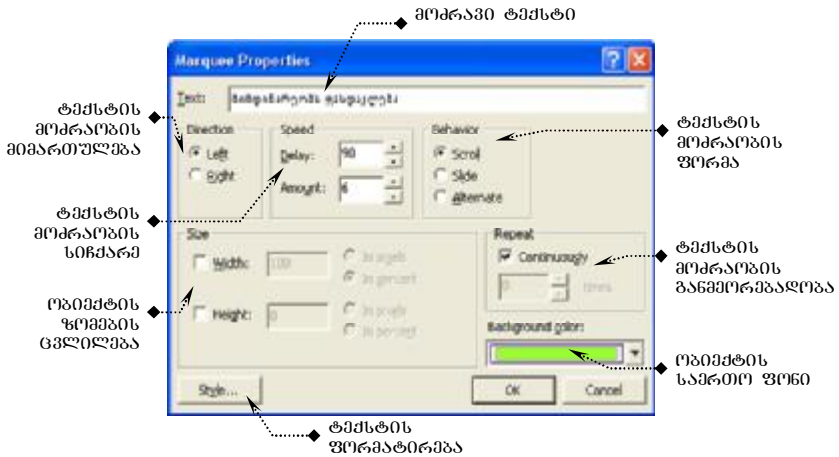 ᲛᲝᲫᲠᲐᲕᲘ ᲢᲔᲥᲡᲢᲘ
Marquee Properties
Text:
ᲢᲔᲥᲡᲢᲘᲡ
ᲛᲝᲫᲠᲐᲝᲑᲘᲡ
ᲛᲘᲛᲐᲠᲗᲣᲚᲔᲑᲐ
Direction
Left
Right
Speed
Delay: 90
Amount: 6
Behavior
Scroll
Slide
Alternate
ᲢᲔᲥᲡᲢᲘᲡ
ᲛᲝᲫᲠᲐᲝᲑᲘᲡ
ᲤᲝᲠᲛᲐ
ᲢᲔᲥᲡᲢᲘᲡ
ᲛᲝᲫᲠᲐᲝᲑᲘᲡ
ᲡᲘᲩᲥᲐᲠᲔ
Size
Width: 100
In pixels
In percent
Height: 0
In pixels
In percent
ᲝᲑᲘᲔᲥᲢᲘᲡ
ᲖᲝᲛᲔᲑᲘᲡ
ᲪᲕᲚᲘᲚᲔᲑᲐ
Repeat
Continuously
0 times
ᲢᲔᲥᲡᲢᲘᲡ
ᲛᲝᲫᲠᲐᲝᲑᲘᲡ
ᲒᲐᲜᲛᲔᲝᲠᲔᲑᲐᲓᲝᲑᲐ
Background color:
ᲝᲑᲘᲔᲥᲢᲘᲡ
ᲡᲐᲔᲠᲗᲝ ᲤᲝᲜᲘ
Style...
OK
Cancel
ᲢᲔᲥᲡᲢᲘᲡ
ᲤᲝᲠᲛᲐᲢᲘᲠᲔᲑᲐ